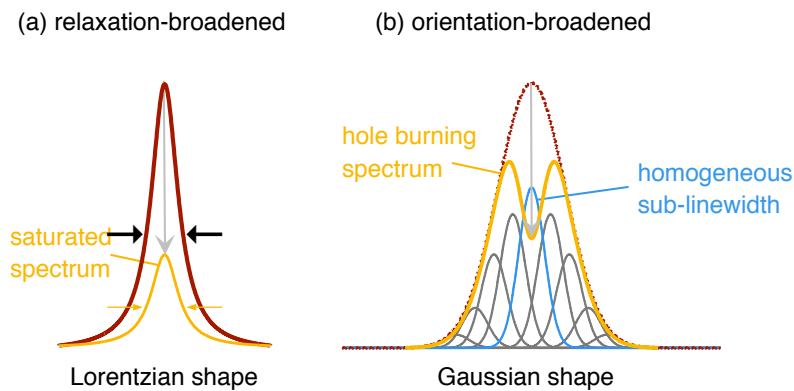 (a) relaxation-broadened
(b) orientation-broadened
saturated
spectrum
hole burning
spectrum
homogeneous
sub-linewidth
Lorentzian shape
Gaussian shape